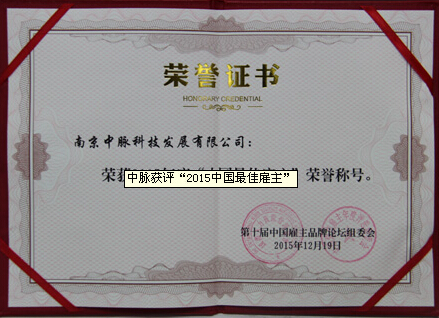 荣誉证书
HONORARY CREDENTIAL
南京中脉科技发展有限公司：
荣获
中脉获评“2015中国最佳雇主”
荣誉称号。
第十届中国雇主品牌论坛组委会
2015年12月19日